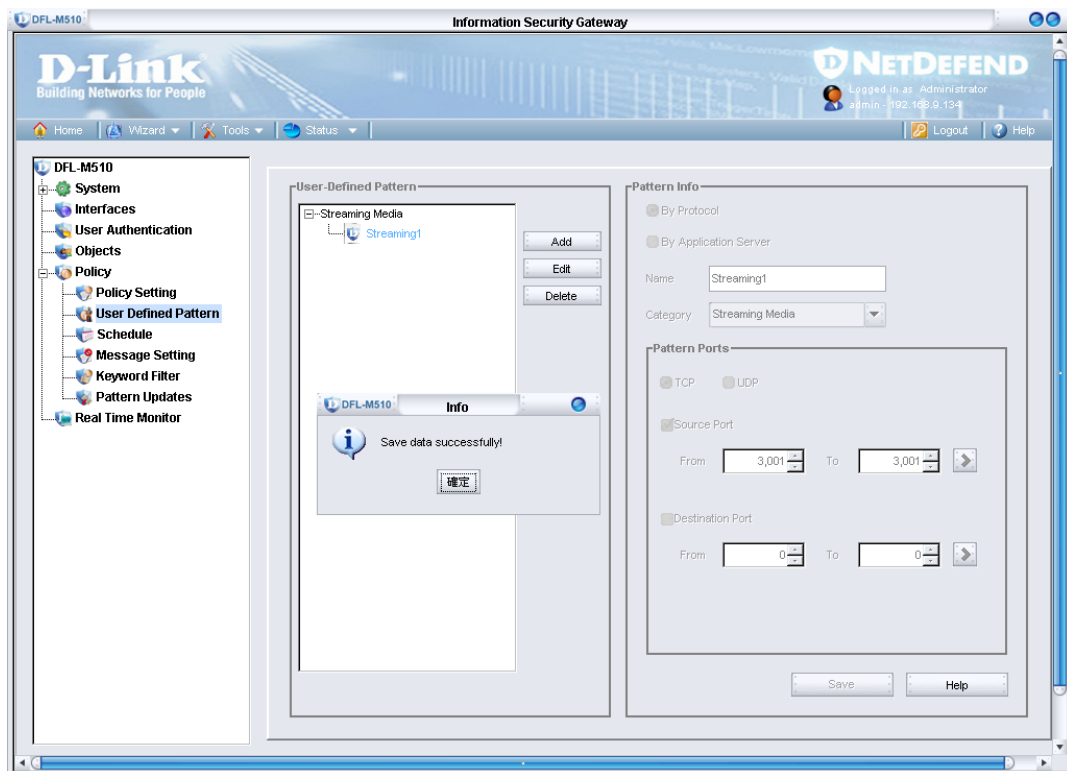 DFL-M510
Information Security Gateway
D-Link
Building Networks for People
NETDEFEND
Logged in as Administrator
admin - 192.168.9.134
Home
Wizard
Tools
Status
Logout
Help
DFL-M510
System
Interfaces
User Authentication
Objects
Policy
Policy Setting
User Defined Pattern
Schedule
Message Setting
Keyword Filter
Pattern Updates
Real Time Monitor
User-Defined Pattern
Streaming Media
Streaming1
Add
Edit
Delete
DFL-M510
Info
Save data successfully!
確定
Pattern Info
By Protocol
By Application Server
Name
Streaming1
Category
Streaming Media
Pattern Ports
TCP
UDP
Source Port
From
3,001
To
3,001
Destination Port
From
0
To
0
Save
Help